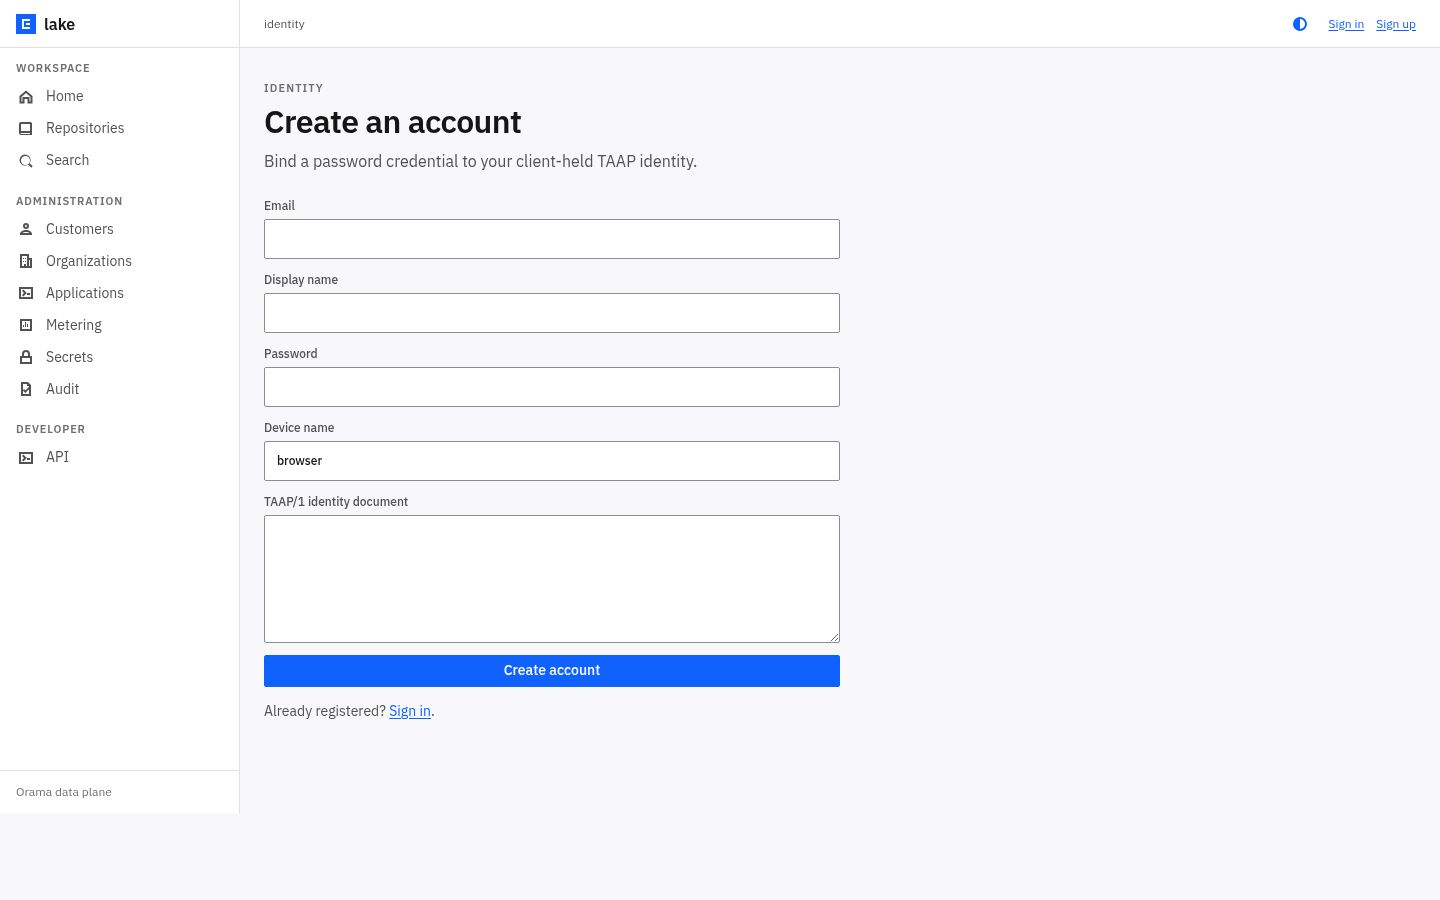 lake
identity
Sign in
Sign up
WORKSPACE
Home
Repositories
Search
ADMINISTRATION
Customers
Organizations
Applications
Metering
Secrets
Audit
DEVELOPER
API
Orama data plane
IDENTITY
Create an account
Bind a password credential to your client-held TAAP identity.
Email
Display name
Password
Device name
browser
TAAP/1 identity document
Create account
Already registered? Sign in.